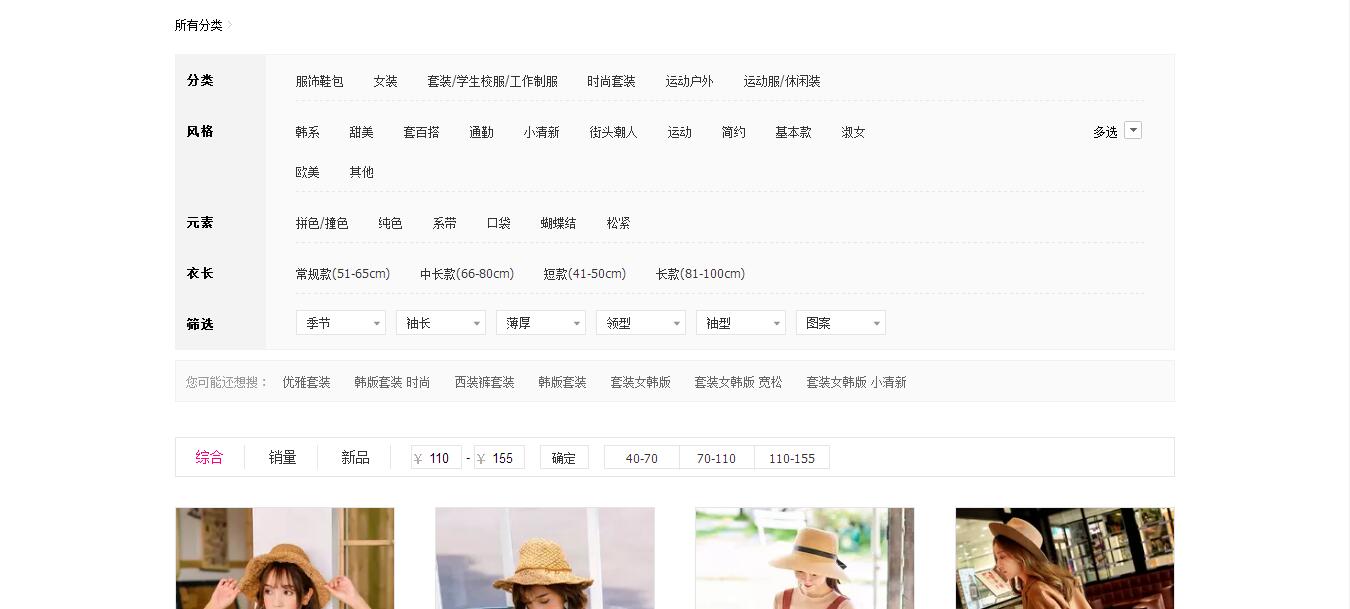 所有分类 >
分类 服饰鞋包 女装 套装/学生校服/工作制服 时尚套装 运动户外 运动服/休闲装
风格 韩系 甜美 套百搭 通勤 小清新 街头潮人 运动 简约 基本款 淑女 多选
欧美 其他
元素 拼色/撞色 纯色 系带 口袋 蝴蝶结 松紧
衣长 常规款(51-65cm) 中长款(66-80cm) 短款(41-50cm) 长款(81-100cm)
筛选 季节 袖长 薄厚 领型 袖型 图案
您可能还想搜： 优雅套装 韩版套装 时尚 西装裤套装 韩版套装 套装女韩版 套装女韩版 宽松 套装女韩版 小清新
综合 销量 新品 ¥ 110 - ¥ 155 确定 40-70 70-110 110-155